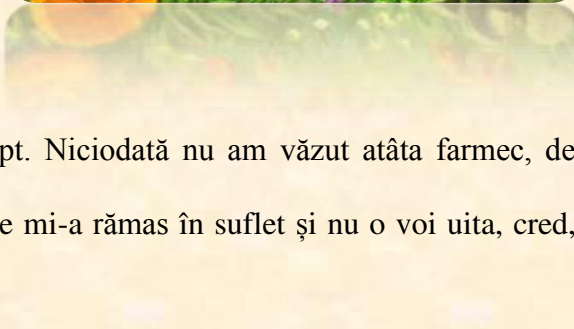 pt. Niciodată nu am văzut atâta farmec, de
e mi-a rămas în suflet și nu o voi uita, cred,